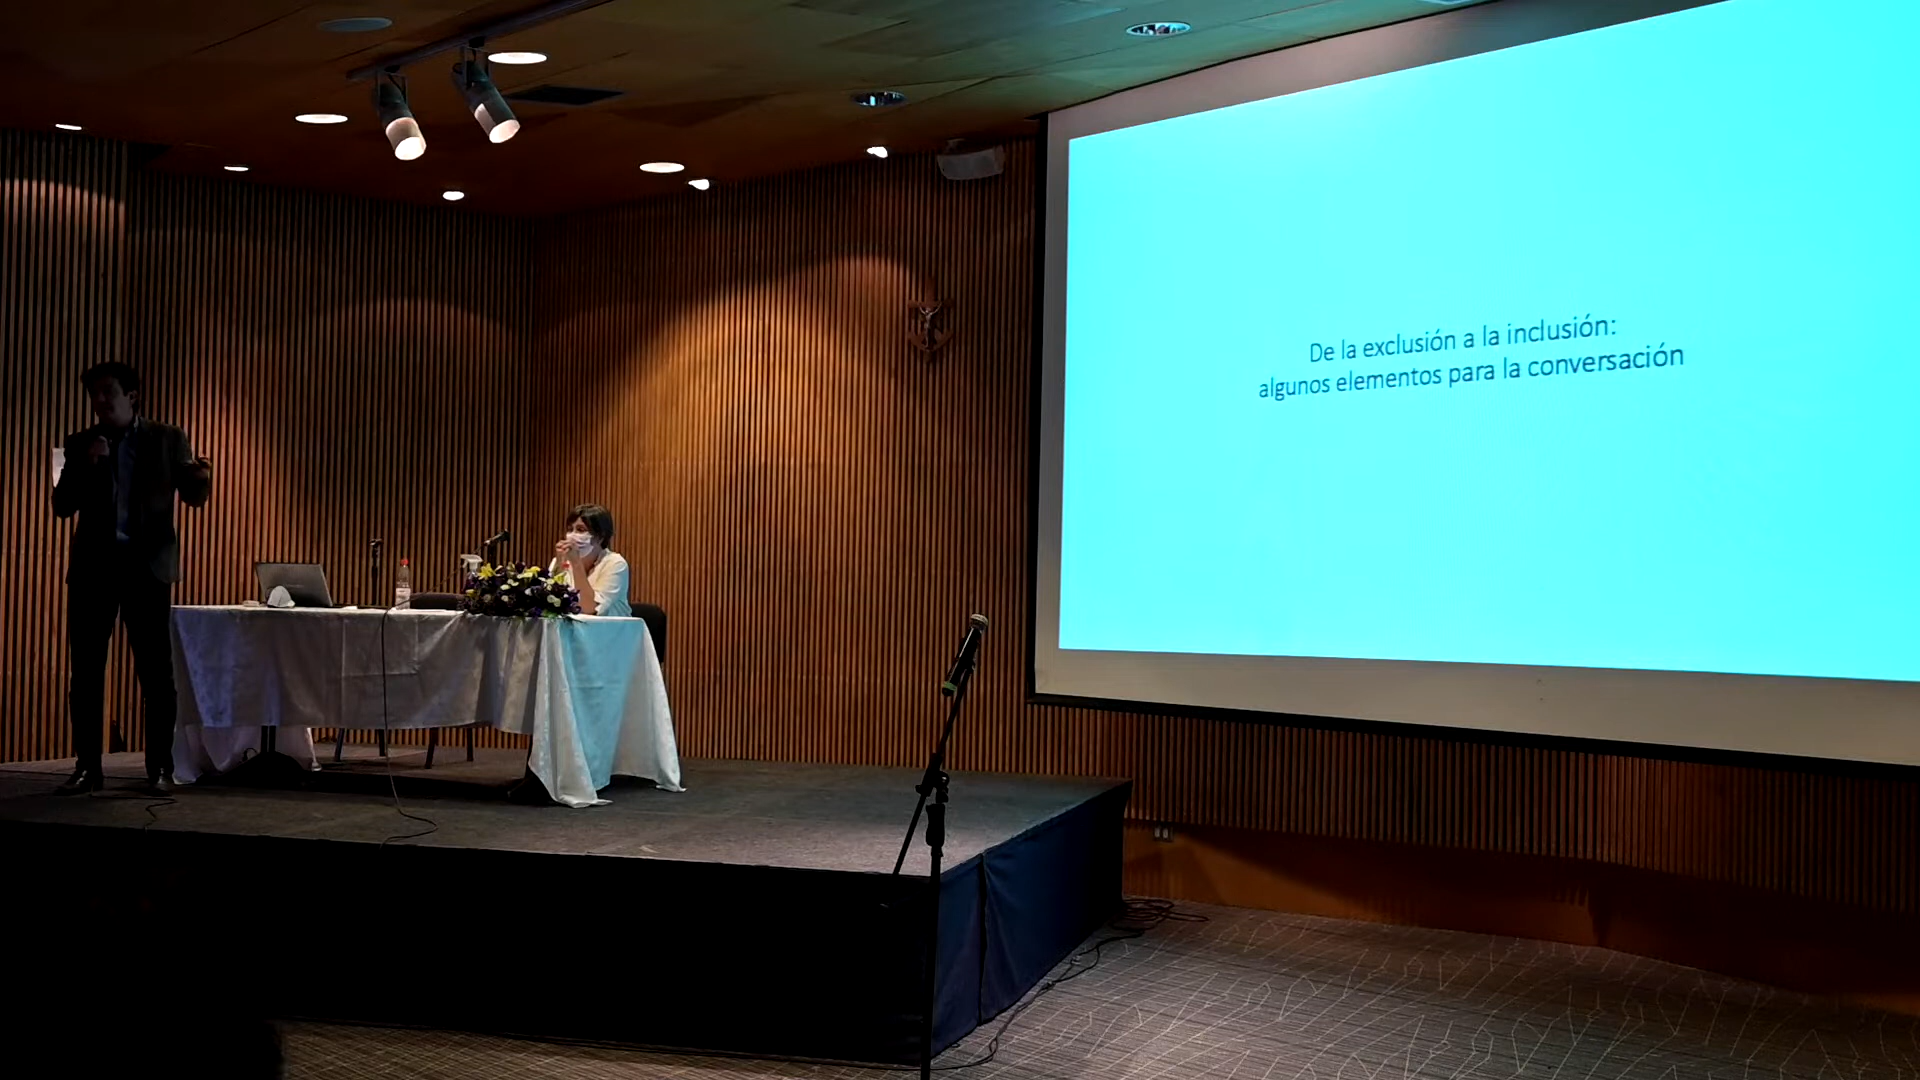 De la exclusión a la inclusión:
algunos elementos para la conversación